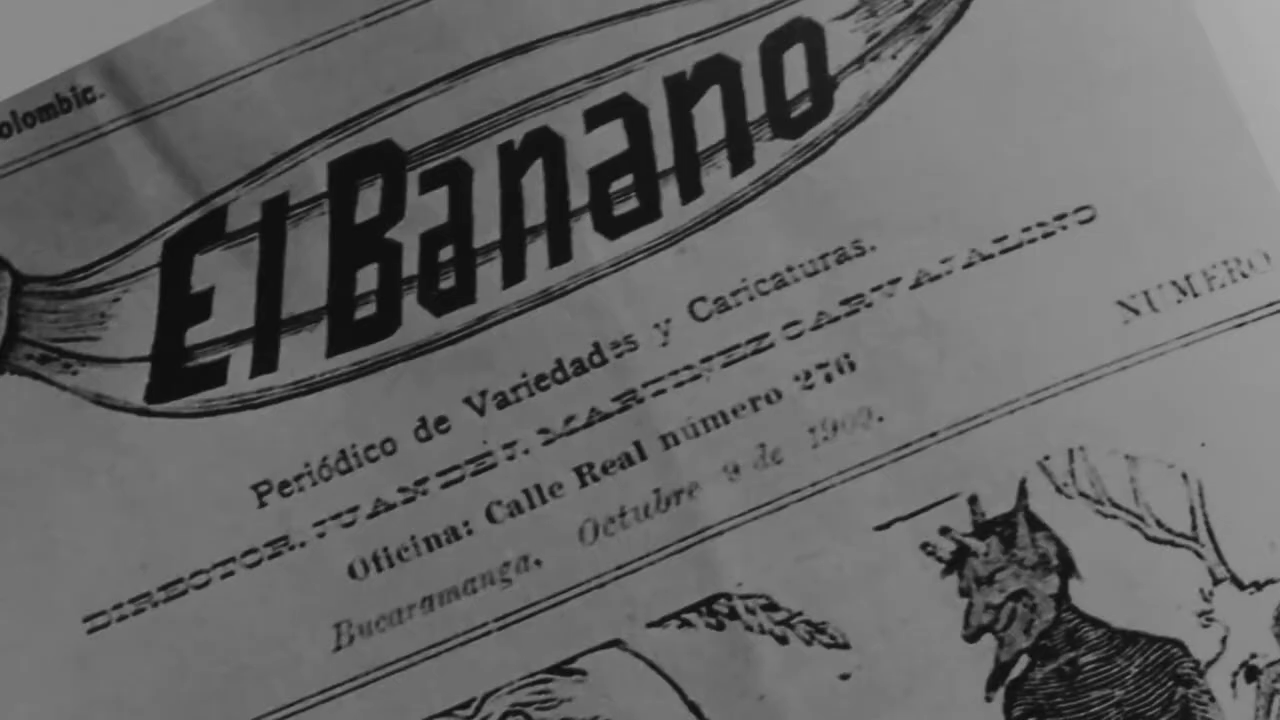 olombic.
El Banano
Periódico de Variedades y Caricaturas.
DIRECTOR, JUAN DE J. MARTINEZ CARVAJALINO
NUMERO
Oficina: Calle Real número 276
Bucaramanga, Octubre 9 de